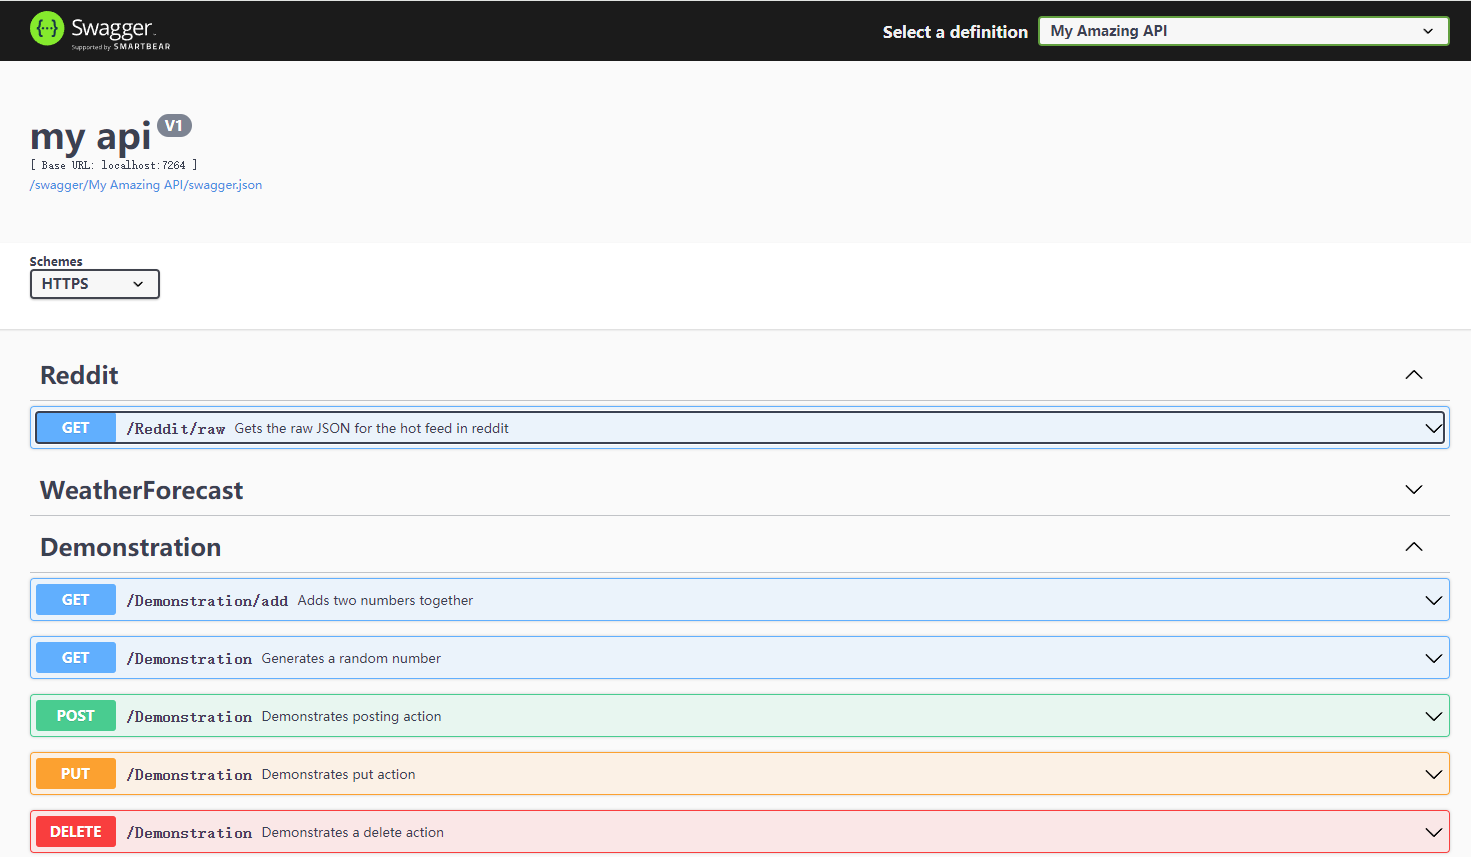 Swagger
Supported by SMARTBEAR
Select a definition
My Amazing API
my api V1
[ Base URL: localhost:7264 ]
/swagger/My Amazing API/swagger.json
Schemes
HTTPS
Reddit
GET /Reddit/raw Gets the raw JSON for the hot feed in reddit
WeatherForecast
Demonstration
GET /Demonstration/add Adds two numbers together
GET /Demonstration Generates a random number
POST /Demonstration Demonstrates posting action
PUT /Demonstration Demonstrates put action
DELETE /Demonstration Demonstrates a delete action